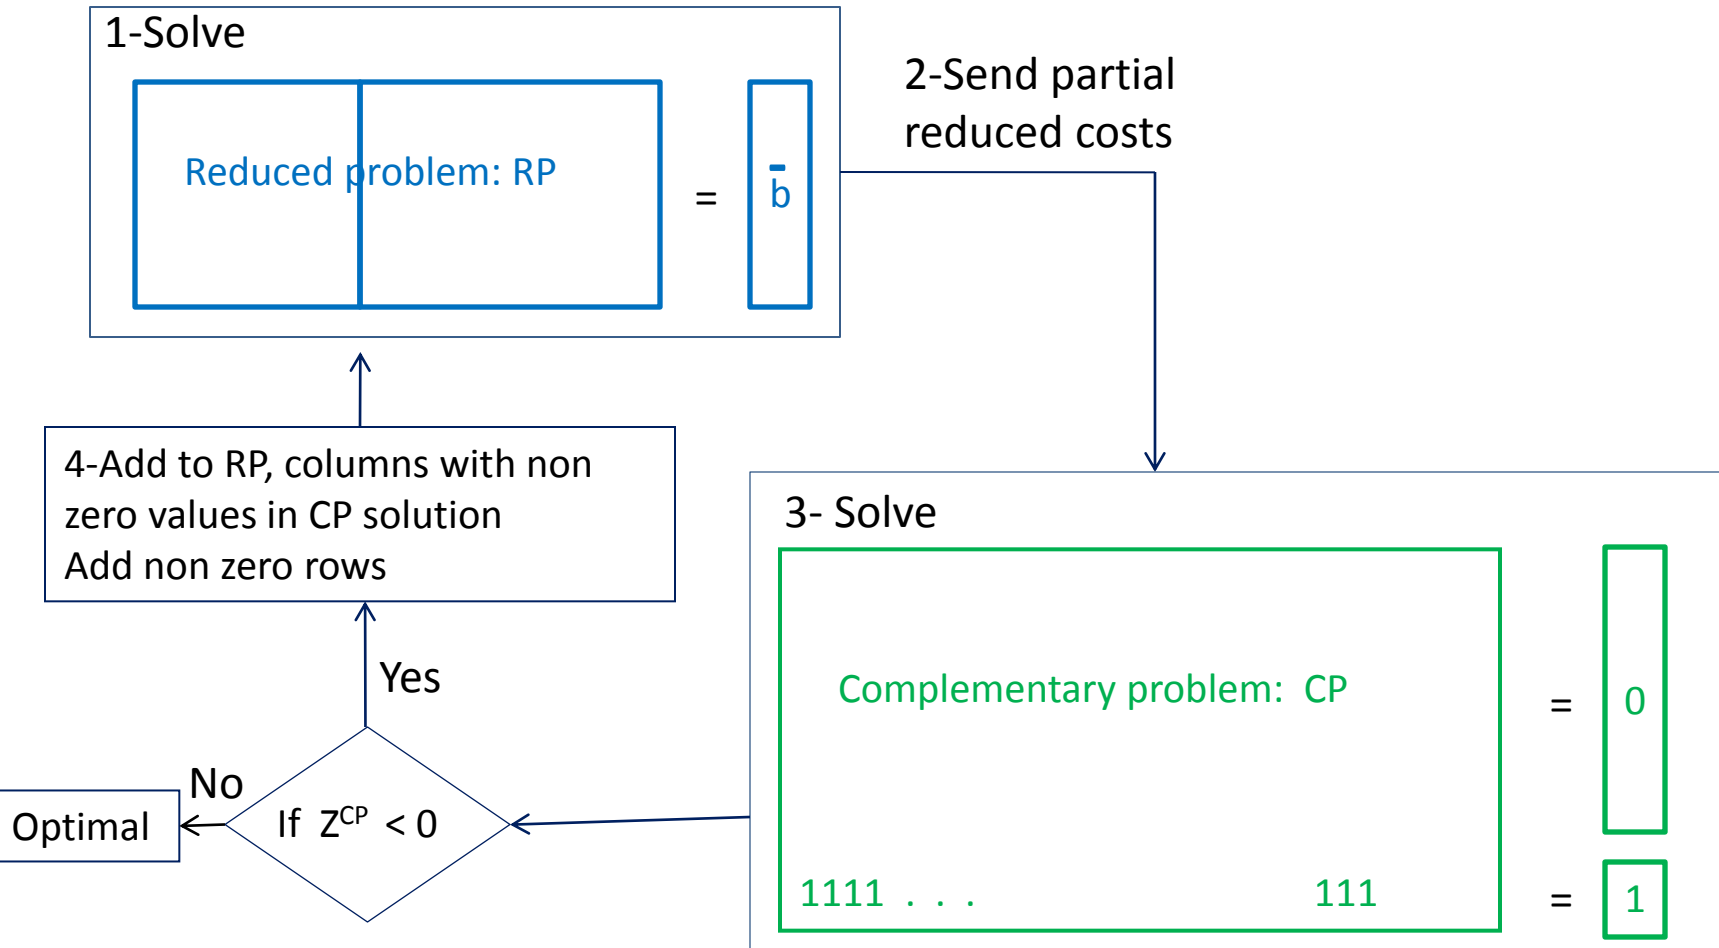 1-Solve
Reduced problem: RP
=
b̄
2-Send partial
reduced costs
4-Add to RP, columns with non
zero values in CP solution
Add non zero rows
3- Solve
Complementary problem: CP
=
0
1111 . . . 111
=
1
Yes
No
If Z^CP < 0
Optimal